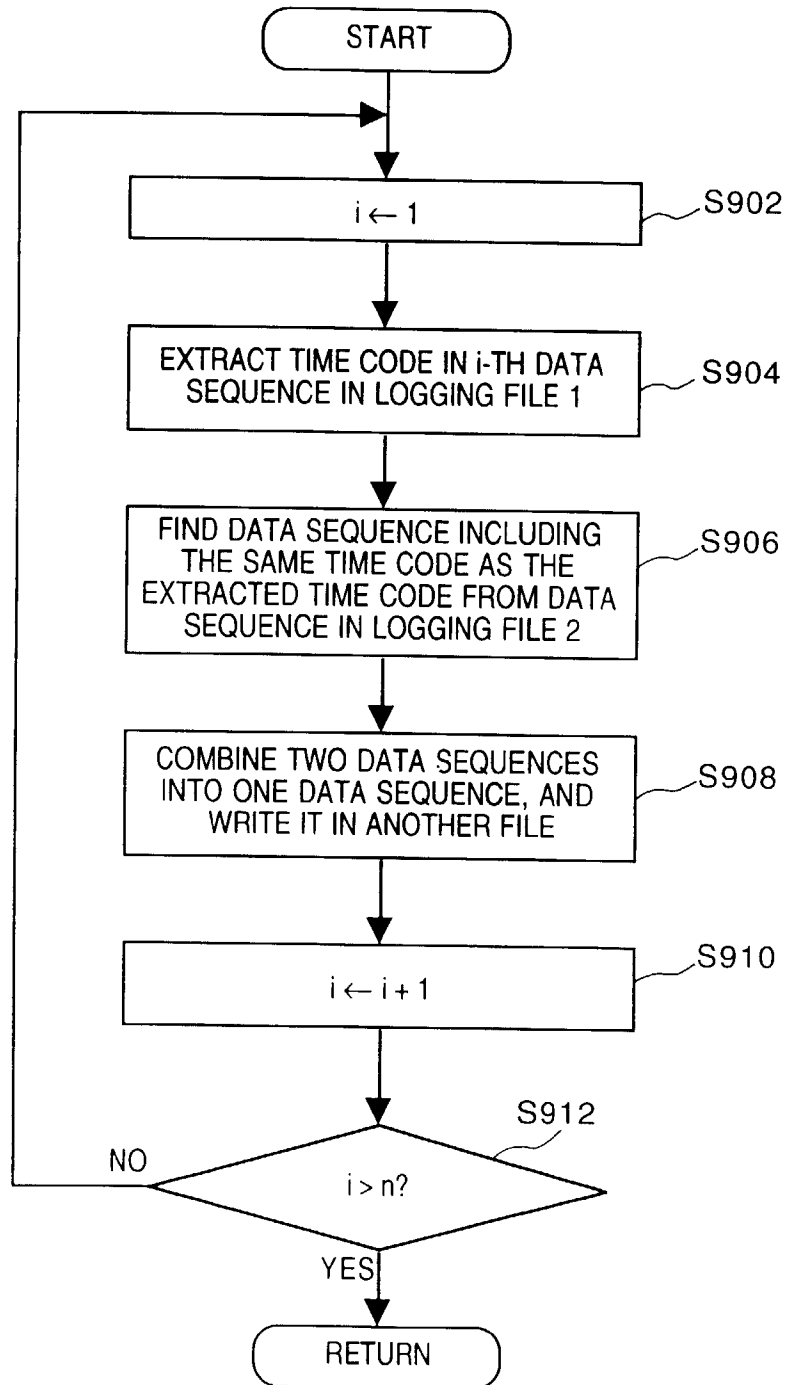 START
i ← 1
S902
EXTRACT TIME CODE IN i-TH DATA
SEQUENCE IN LOGGING FILE 1
S904
FIND DATA SEQUENCE INCLUDING
THE SAME TIME CODE AS THE
EXTRACTED TIME CODE FROM DATA
SEQUENCE IN LOGGING FILE 2
S906
COMBINE TWO DATA SEQUENCES
INTO ONE DATA SEQUENCE, AND
WRITE IT IN ANOTHER FILE
S908
i ← i + 1
S910
S912
NO
i > n?
YES
RETURN